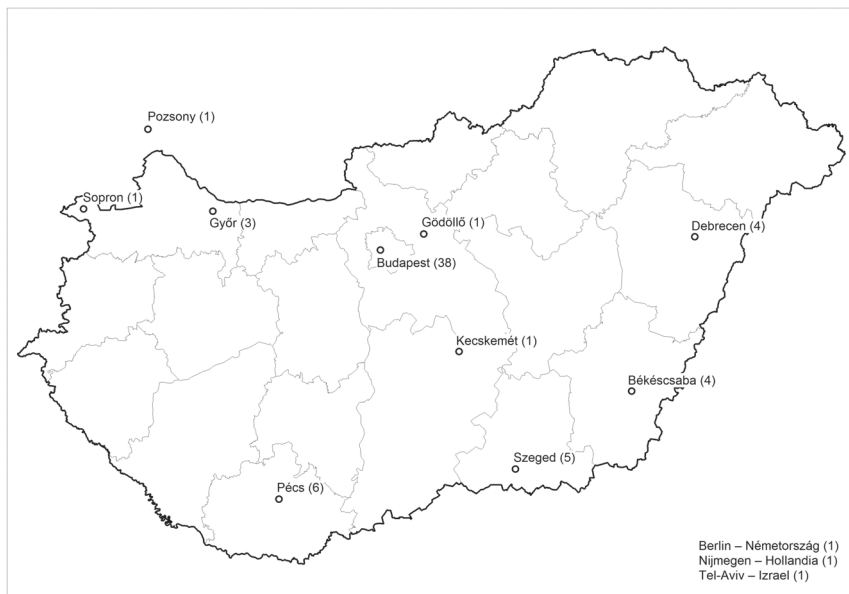 Pozsony (1)
Sopron (1)
Győr (3)
Gödöllő (1)
Debrecen (4)
Budapest (38)
Kecskemét (1)
Békéscsaba (4)
Szeged (5)
Pécs (6)
Berlin – Németország (1)
Nijmegen – Hollandia (1)
Tel-Aviv – Izrael (1)